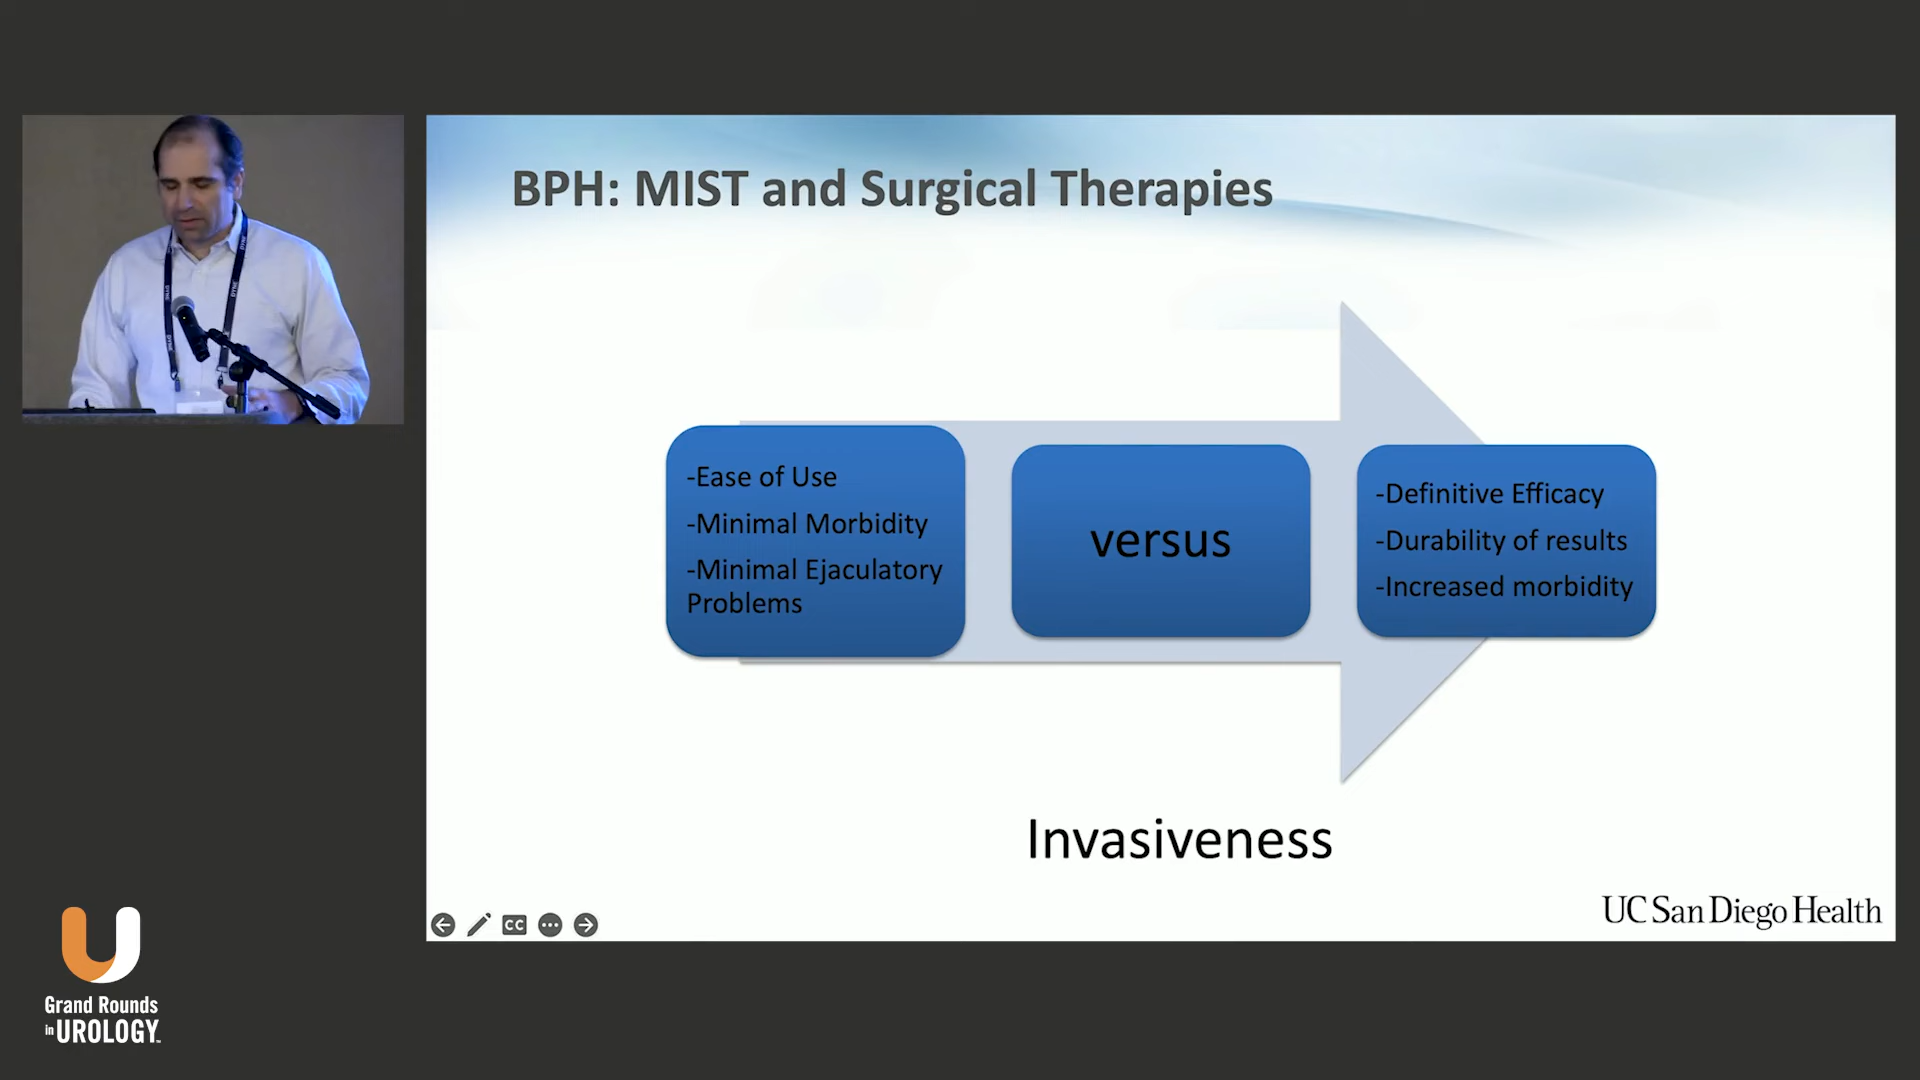 BPH: MIST and Surgical Therapies
-Ease of Use
-Minimal Morbidity
-Minimal Ejaculatory
Problems
versus
-Definitive Efficacy
-Durability of results
-Increased morbidity
Invasiveness
CC
UC San Diego Health
Grand Rounds
in UROLOGY